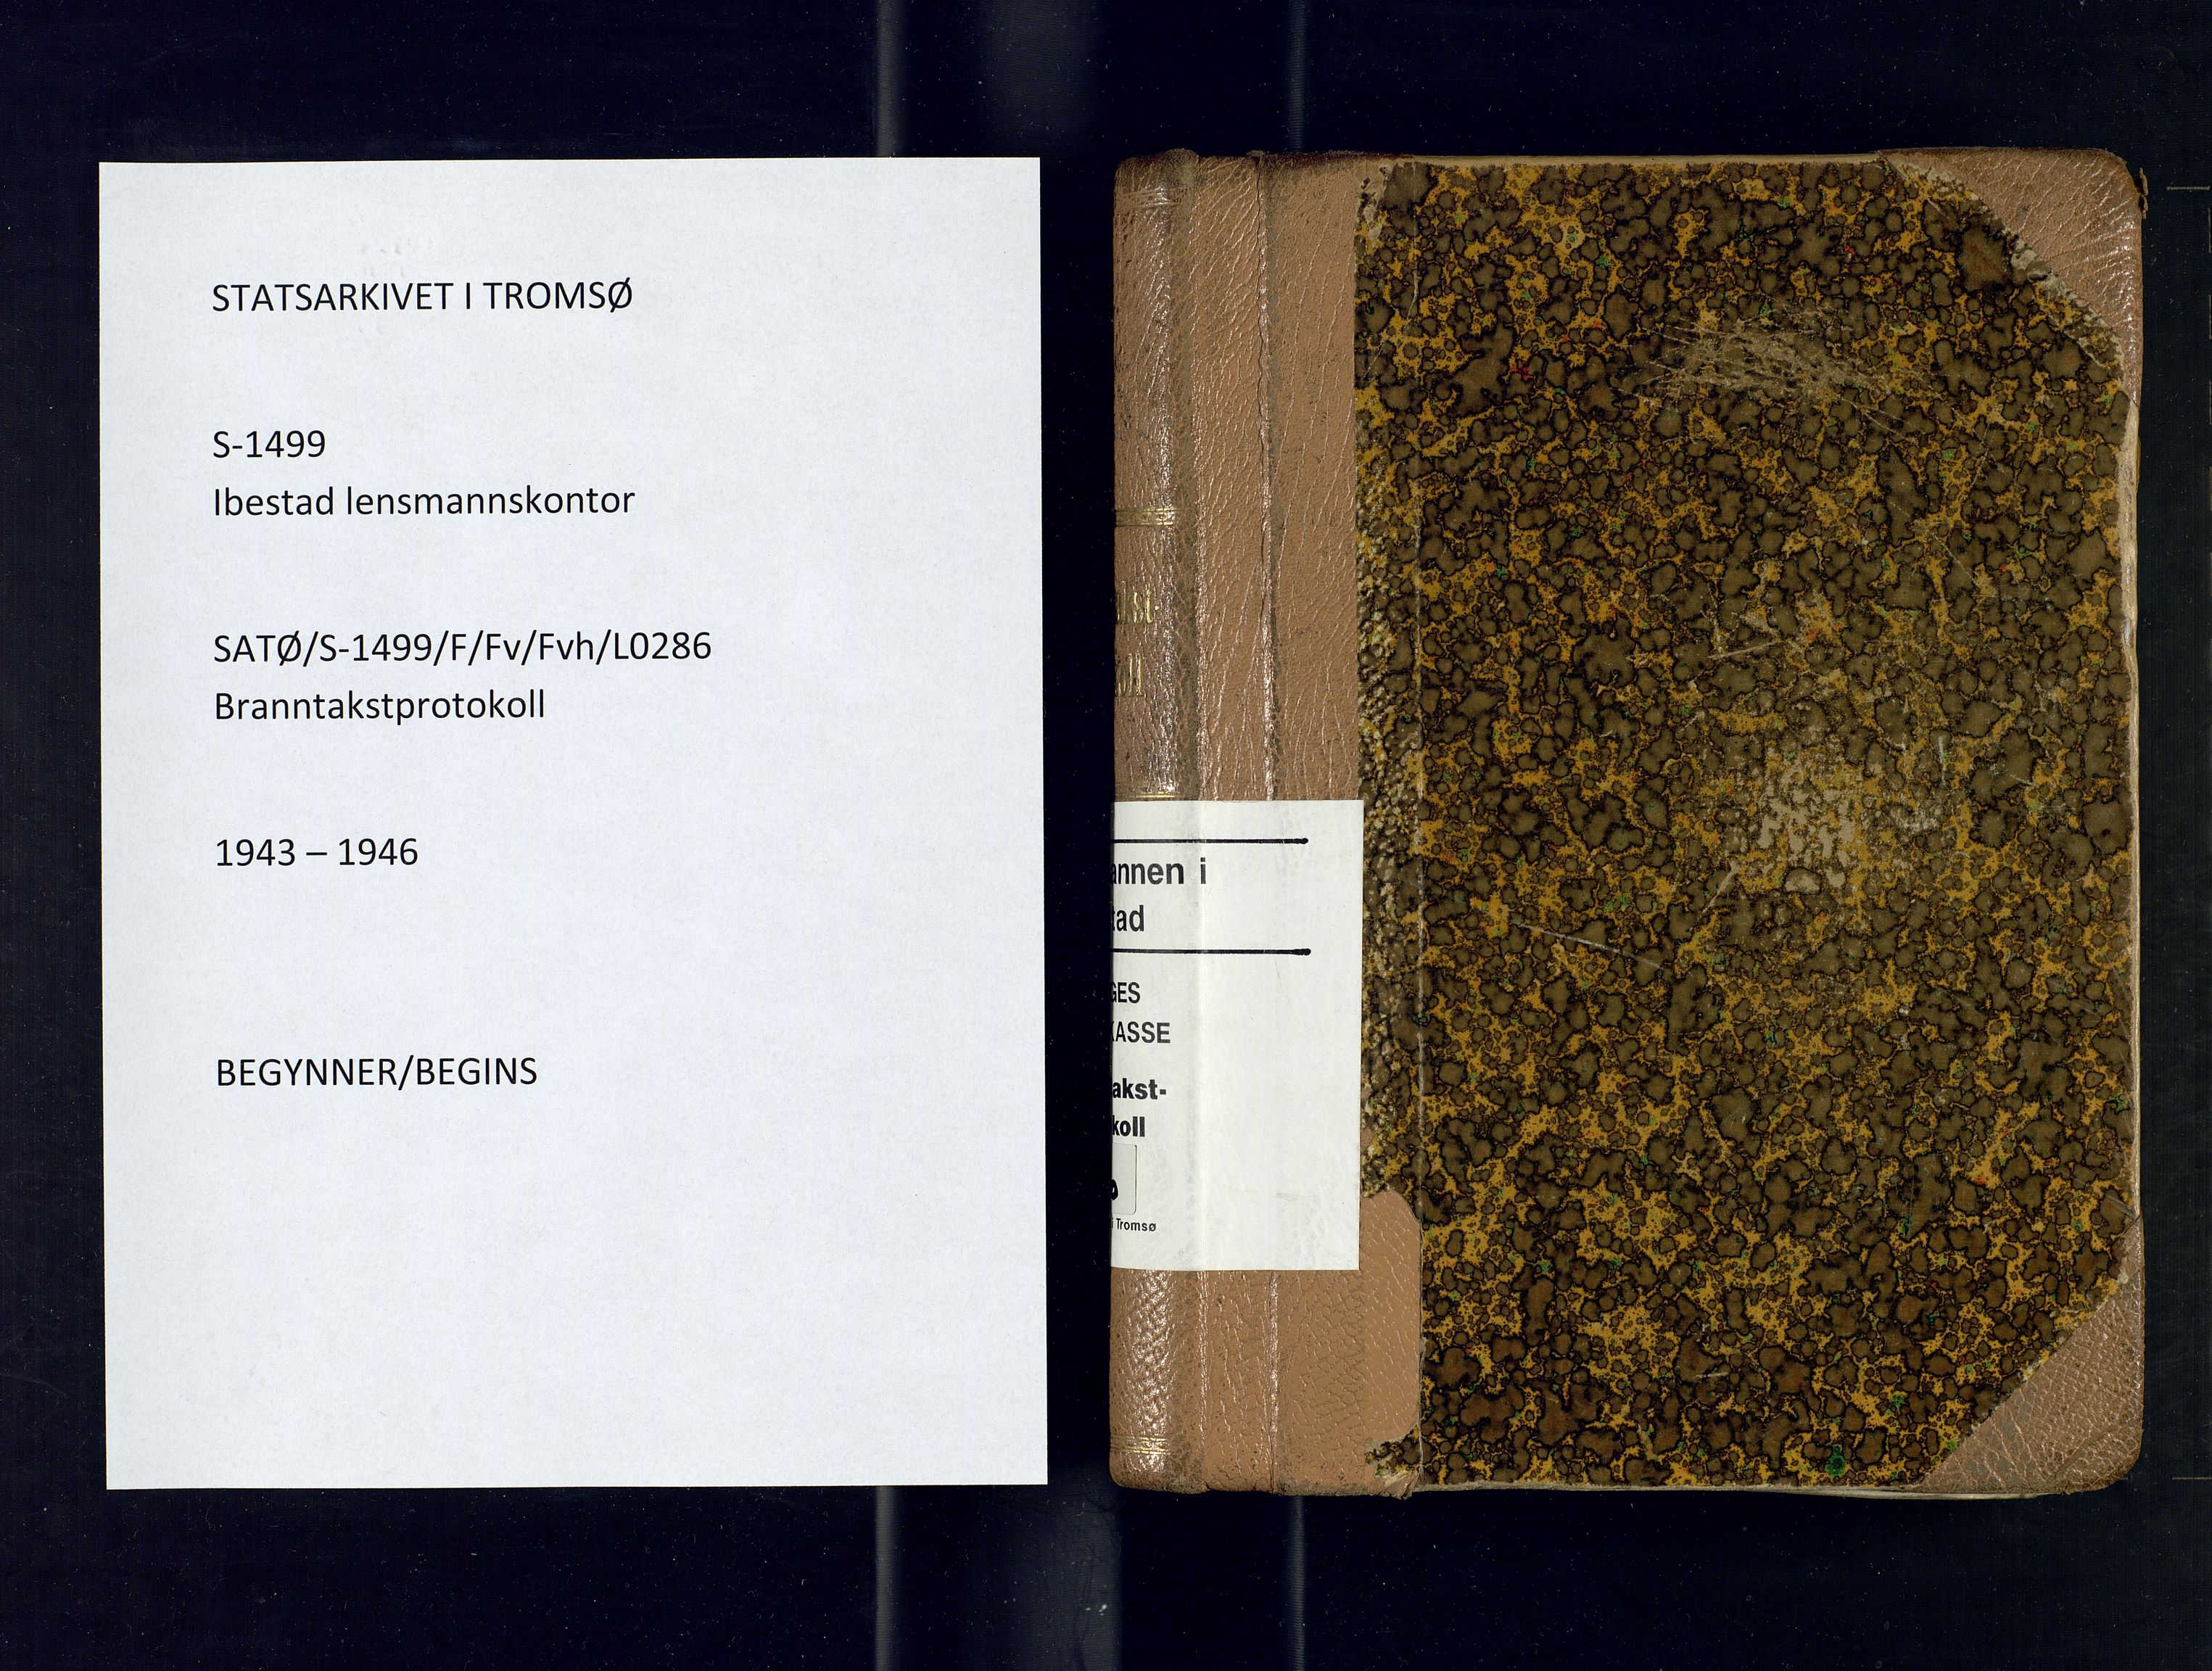 STATSARKIVET I TROMSØ
S-1499
Ibestad lensmannskontor
SATØ/S-1499/F/Fv/Fvh/L0286
Branntakstprotokoll
1943 – 1946
BEGYNNER/BEGINS
annen i
tad
GES
KASSE
akst-
koll
i Tromsø